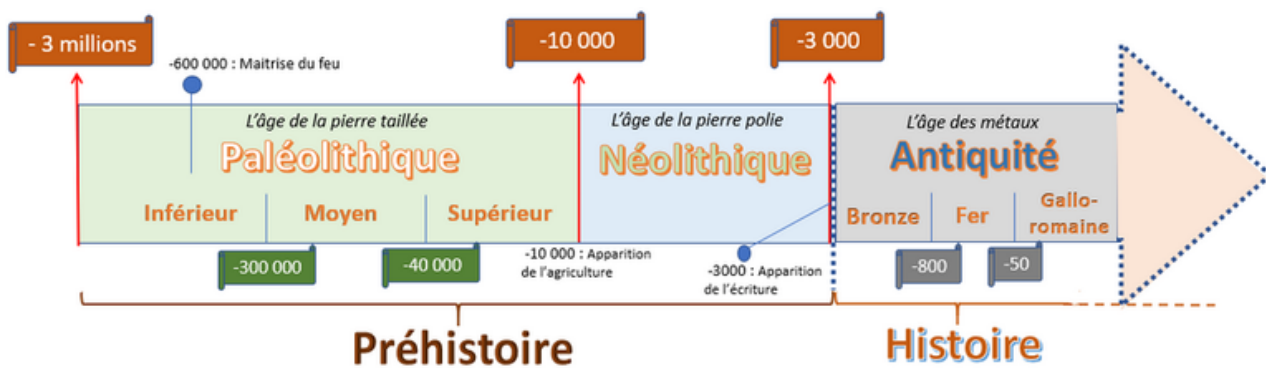 - 3 millions
-10 000
-3 000
-600 000 : Maitrise du feu
L'âge de la pierre taillée
L'âge de la pierre polie
L'âge des métaux
Paléolithique
Néolithique
Antiquité
Inférieur
Moyen
Supérieur
Bronze
Fer
Gallo-
romaine
-300 000
-40 000
-10 000 : Apparition
de l'agriculture
-3000 : Apparition
de l'écriture
-800
-50
Préhistoire
Histoire